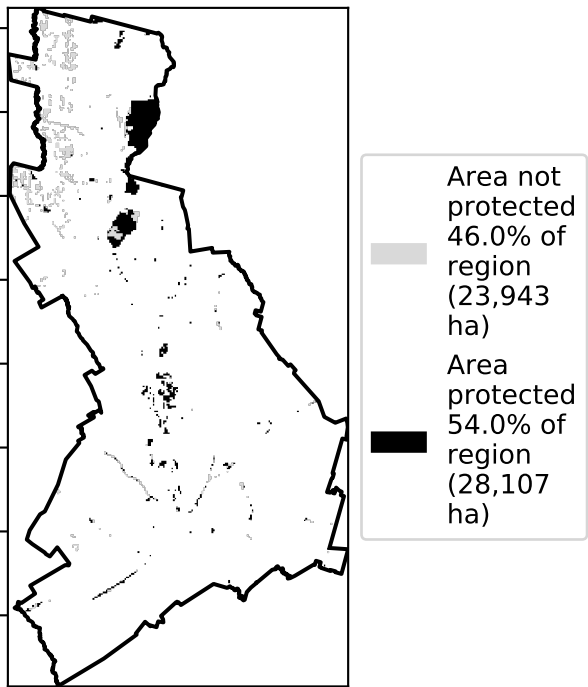 Area not
protected
46.0% of
region
(23,943
ha)
Area
protected
54.0% of
region
(28,107
ha)